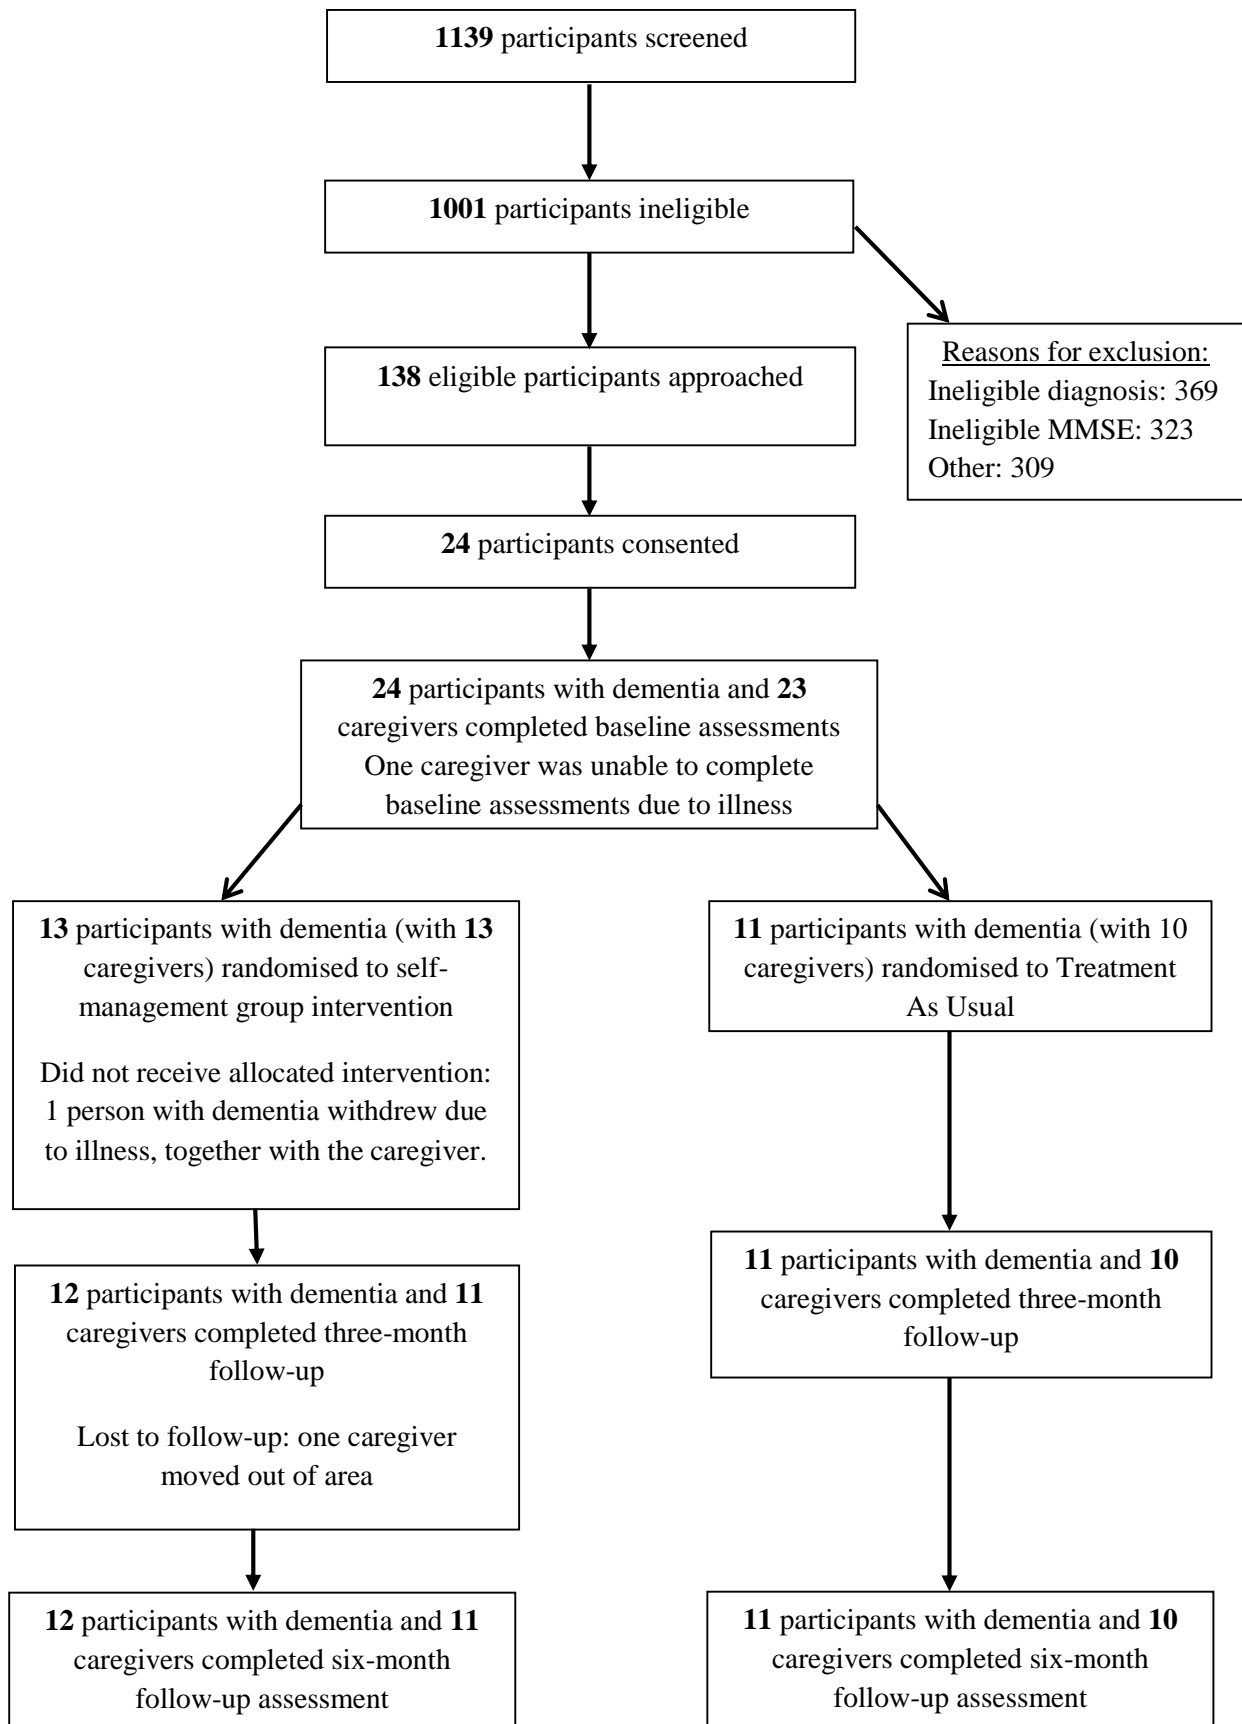 1139 participants screened
1001 participants ineligible
Reasons for exclusion:
Ineligible diagnosis: 369
Ineligible MMSE: 323
Other: 309
138 eligible participants approached
24 participants consented
24 participants with dementia and 23
caregivers completed baseline assessments
One caregiver was unable to complete
baseline assessments due to illness
13 participants with dementia (with 13
caregivers) randomised to self-
management group intervention
Did not receive allocated intervention:
1 person with dementia withdrew due
to illness, together with the caregiver.
11 participants with dementia (with 10
caregivers) randomised to Treatment
As Usual
12 participants with dementia and 11
caregivers completed three-month
follow-up
Lost to follow-up: one caregiver
moved out of area
11 participants with dementia and 10
caregivers completed three-month
follow-up
12 participants with dementia and 11
caregivers completed six-month
follow-up assessment
11 participants with dementia and 10
caregivers completed six-month
follow-up assessment